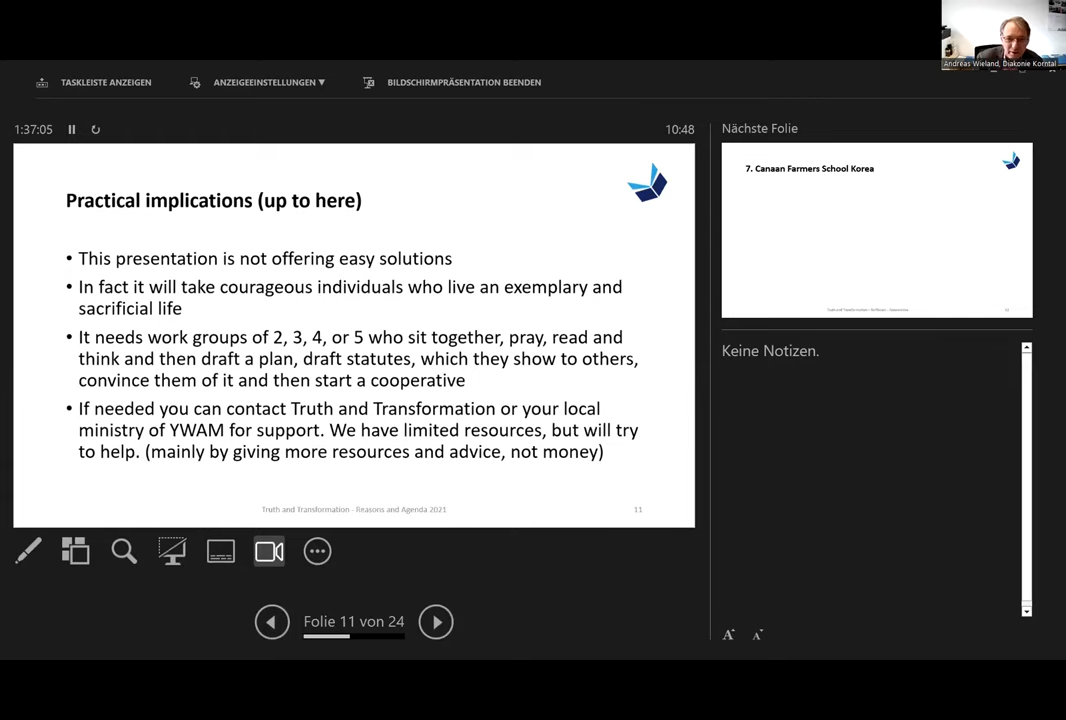 Andreas Wieland, Diakonie Korntal
TASKLEISTE ANZEIGEN
ANZEIGEEINSTELLUNGEN ▼
BILDSCHIRMPRÄSENTATION BEENDEN
1:37:05
10:48
Practical implications (up to here)
• This presentation is not offering easy solutions
• In fact it will take courageous individuals who live an exemplary and
sacrificial life
• It needs work groups of 2, 3, 4, or 5 who sit together, pray, read and
think and then draft a plan, draft statutes, which they show to others,
convince them of it and then start a cooperative
• If needed you can contact Truth and Transformation or your local
ministry of YWAM for support. We have limited resources, but will try
to help. (mainly by giving more resources and advice, not money)
Truth and Transformation - Reasons and Agenda 2021
11
Folie 11 von 24
Nächste Folie
7. Canaan Farmers School Korea
Keine Notizen.
A A